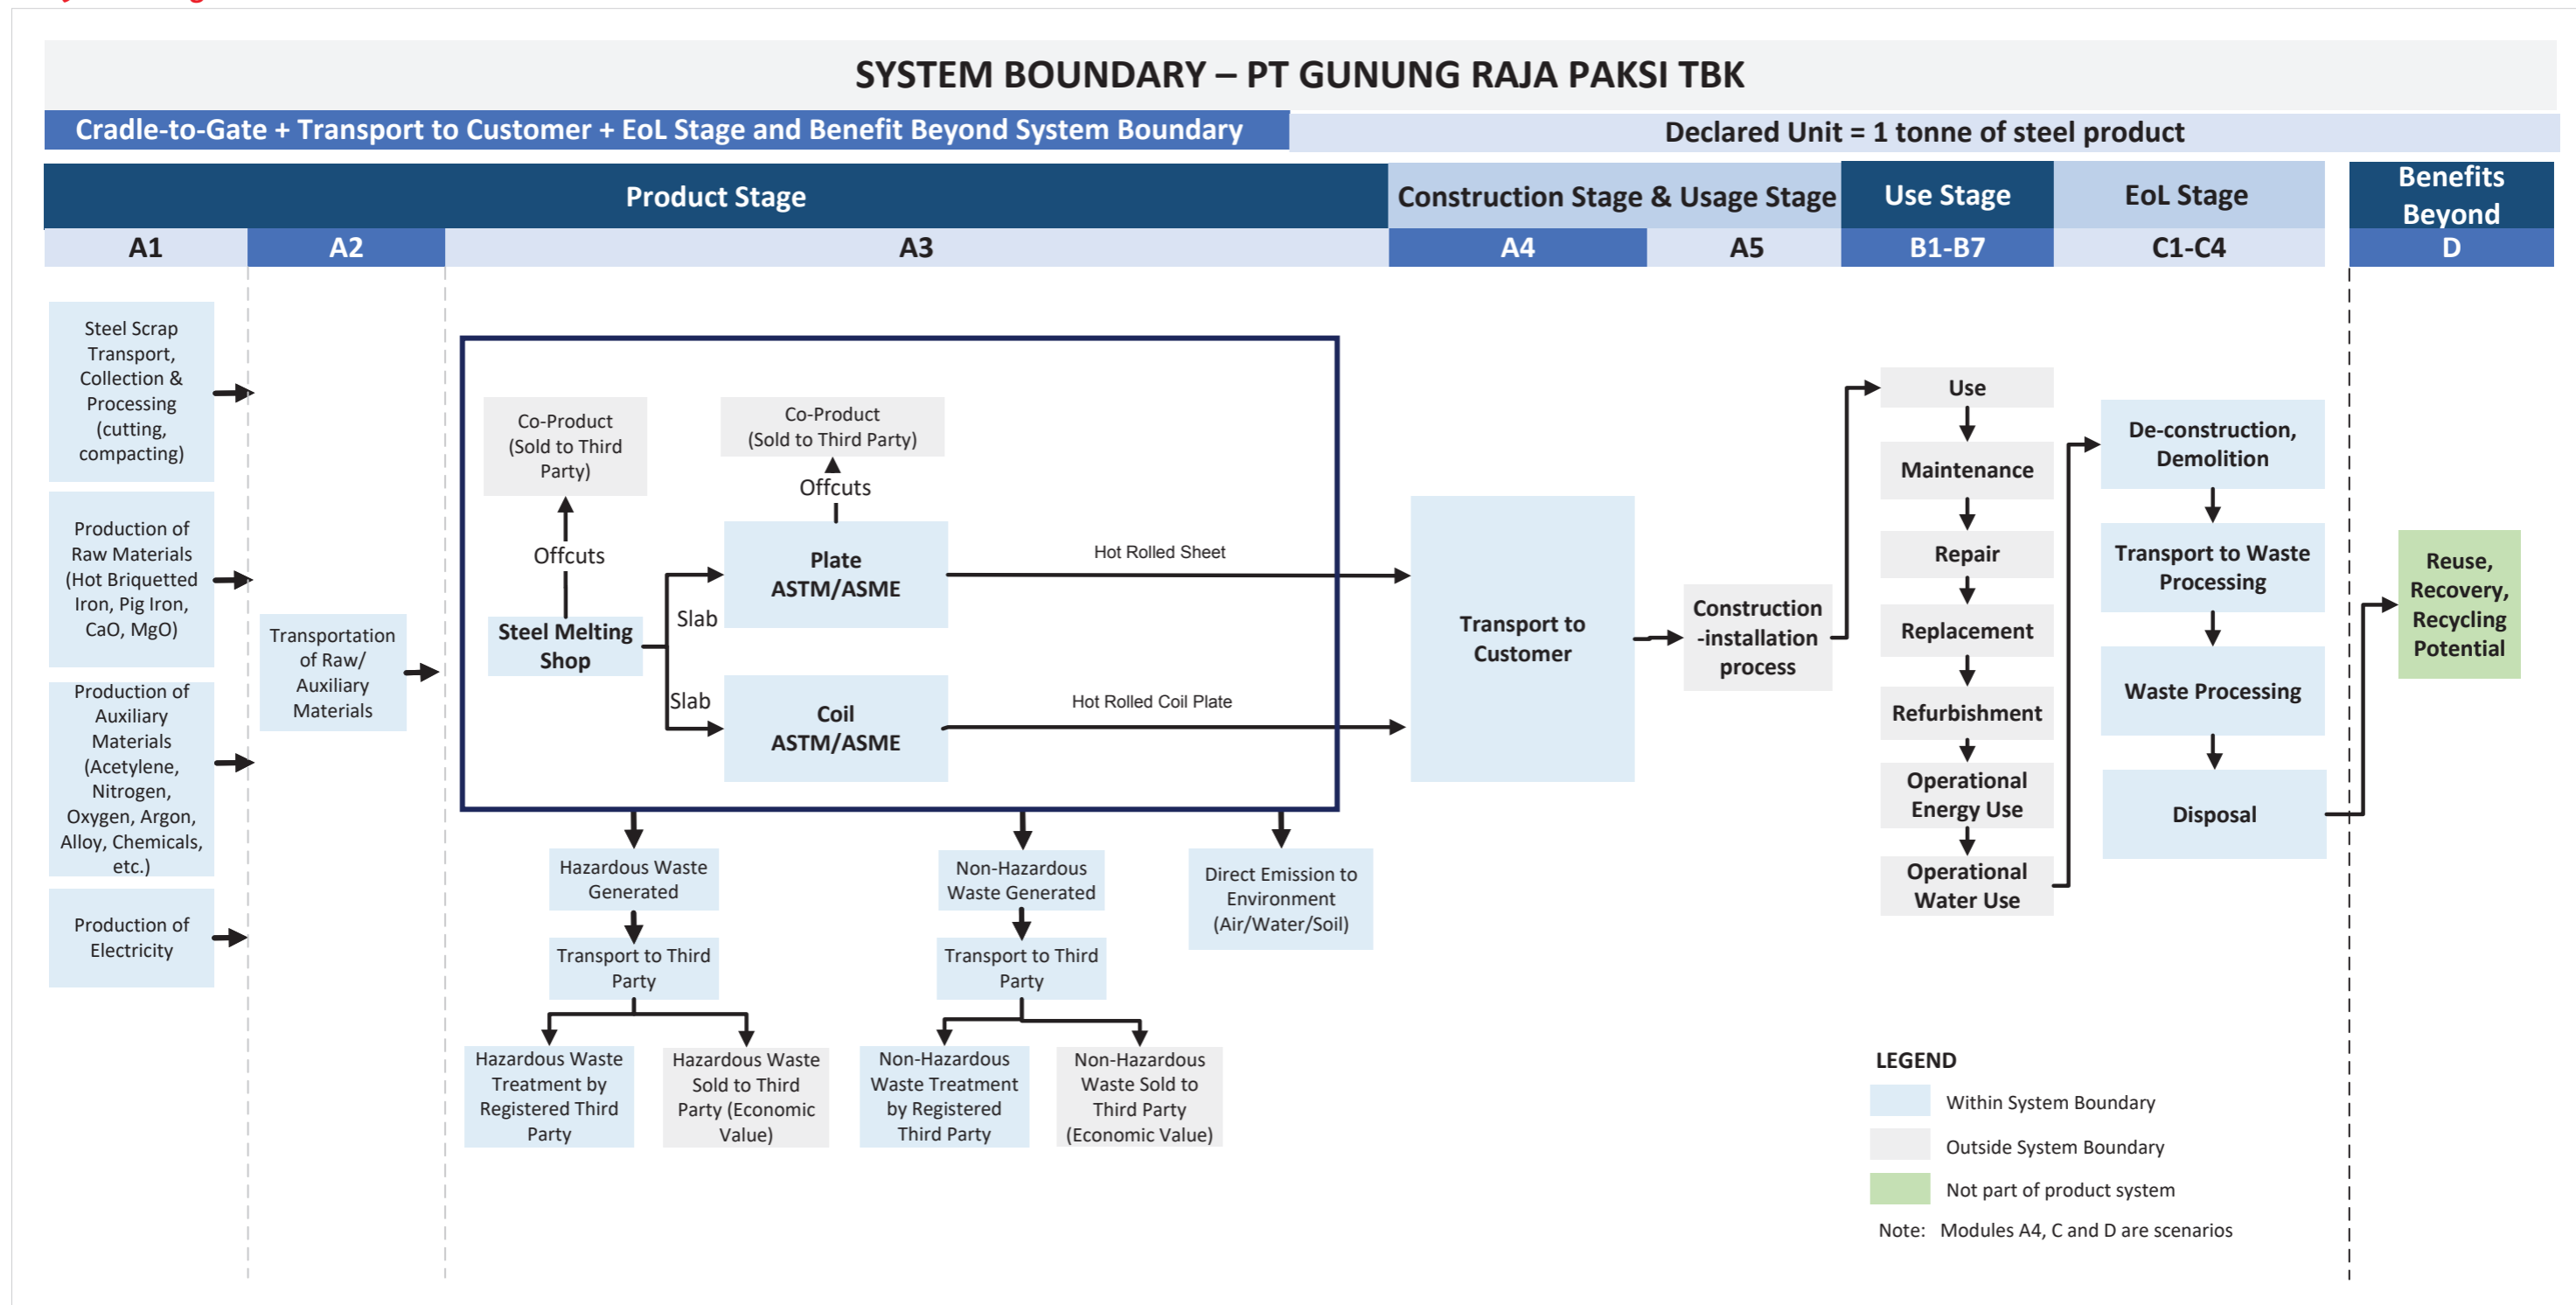 SYSTEM BOUNDARY – PT GUNUNG RAJA PAKSI TBK
Cradle-to-Gate + Transport to Customer + EoL Stage and Benefit Beyond System Boundary
Declared Unit = 1 tonne of steel product
Product Stage
Construction Stage & Usage Stage
Use Stage
EoL Stage
Benefits
Beyond
A1
A2
A3
A4
A5
B1-B7
C1-C4
D
Steel Scrap
Transport,
Collection &
Processing
(cutting,
compacting)
Production of
Raw Materials
(Hot Briquetted
Iron, Pig Iron,
CaO, MgO)
Production of
Auxiliary
Materials
(Acetylene,
Nitrogen,
Oxygen, Argon,
Alloy, Chemicals,
etc.)
Production of
Electricity
Transportation
of Raw/
Auxiliary
Materials
Co-Product
(Sold to Third
Party)
Offcuts
Steel Melting
Shop
Co-Product
(Sold to Third Party)
Offcuts
Slab
Plate
ASTM/ASME
Hot Rolled Sheet
Slab
Coil
ASTM/ASME
Hot Rolled Coil Plate
Hazardous Waste
Generated
Transport to Third
Party
Hazardous Waste
Treatment by
Registered Third
Party
Hazardous Waste
Sold to Third
Party (Economic
Value)
Non-Hazardous
Waste Generated
Transport to Third
Party
Non-Hazardous
Waste Treatment
by Registered
Third Party
Non-Hazardous
Waste Sold to
Third Party
(Economic Value)
Direct Emission to
Environment
(Air/Water/Soil)
Transport to
Customer
Construction
-installation
process
Use
Maintenance
Repair
Replacement
Refurbishment
Operational
Energy Use
Operational
Water Use
De-construction,
Demolition
Transport to Waste
Processing
Waste Processing
Disposal
Reuse,
Recovery,
Recycling
Potential
LEGEND
Within System Boundary
Outside System Boundary
Not part of product system
Note: Modules A4, C and D are scenarios